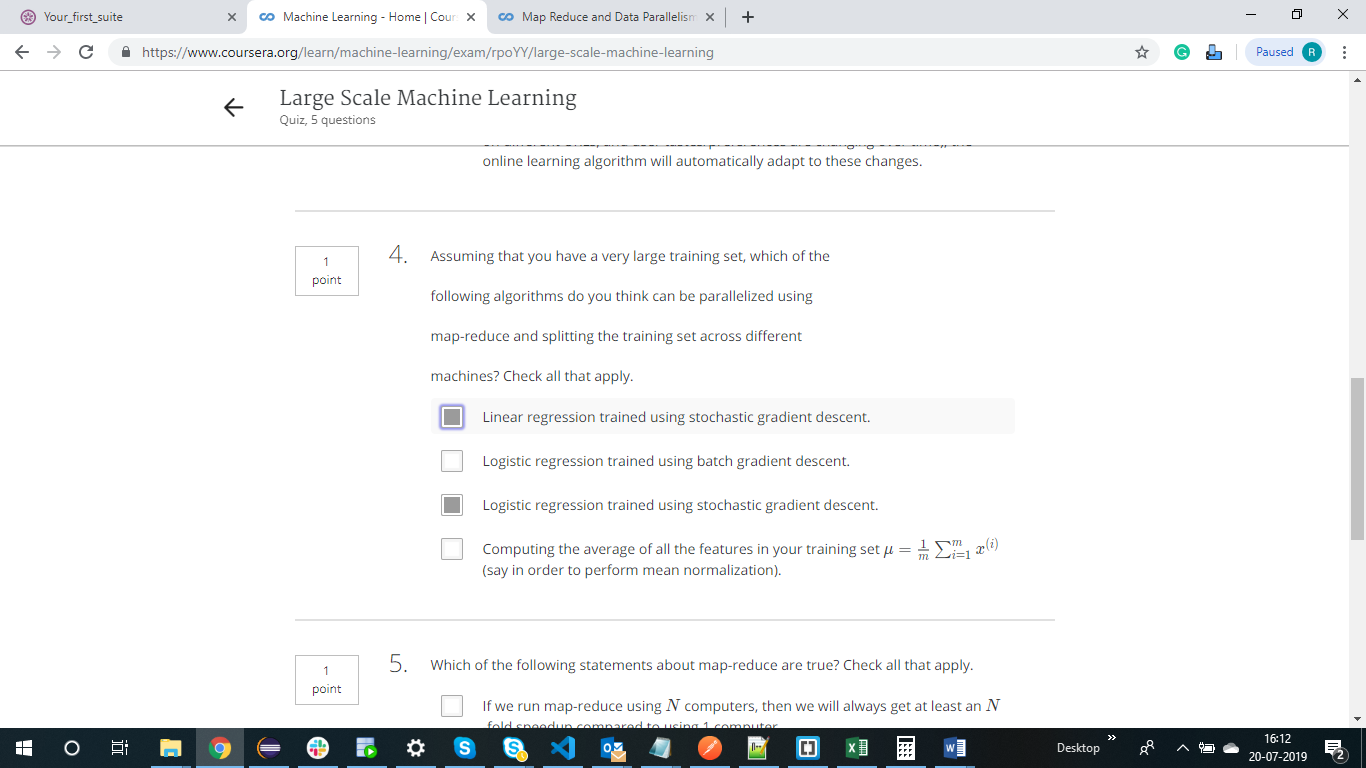 Your_first_suite
Machine Learning - Home | Cour
Map Reduce and Data Parallelism
https://www.coursera.org/learn/machine-learning/exam/rpoYY/large-scale-machine-learning
Paused
R
Large Scale Machine Learning
Quiz, 5 questions
online learning algorithm will automatically adapt to these changes.
1
point
4.
Assuming that you have a very large training set, which of the
following algorithms do you think can be parallelized using
map-reduce and splitting the training set across different
machines? Check all that apply.
Linear regression trained using stochastic gradient descent.
Logistic regression trained using batch gradient descent.
Logistic regression trained using stochastic gradient descent.
Computing the average of all the features in your training set μ = 1/m ∑_{i=1}^{m} x^{(i)}
(say in order to perform mean normalization).
1
point
5.
Which of the following statements about map-reduce are true? Check all that apply.
If we run map-reduce using N computers, then we will always get at least an N
-fold speedup compared to using 1 computer.
Desktop
16:12
20-07-2019
2